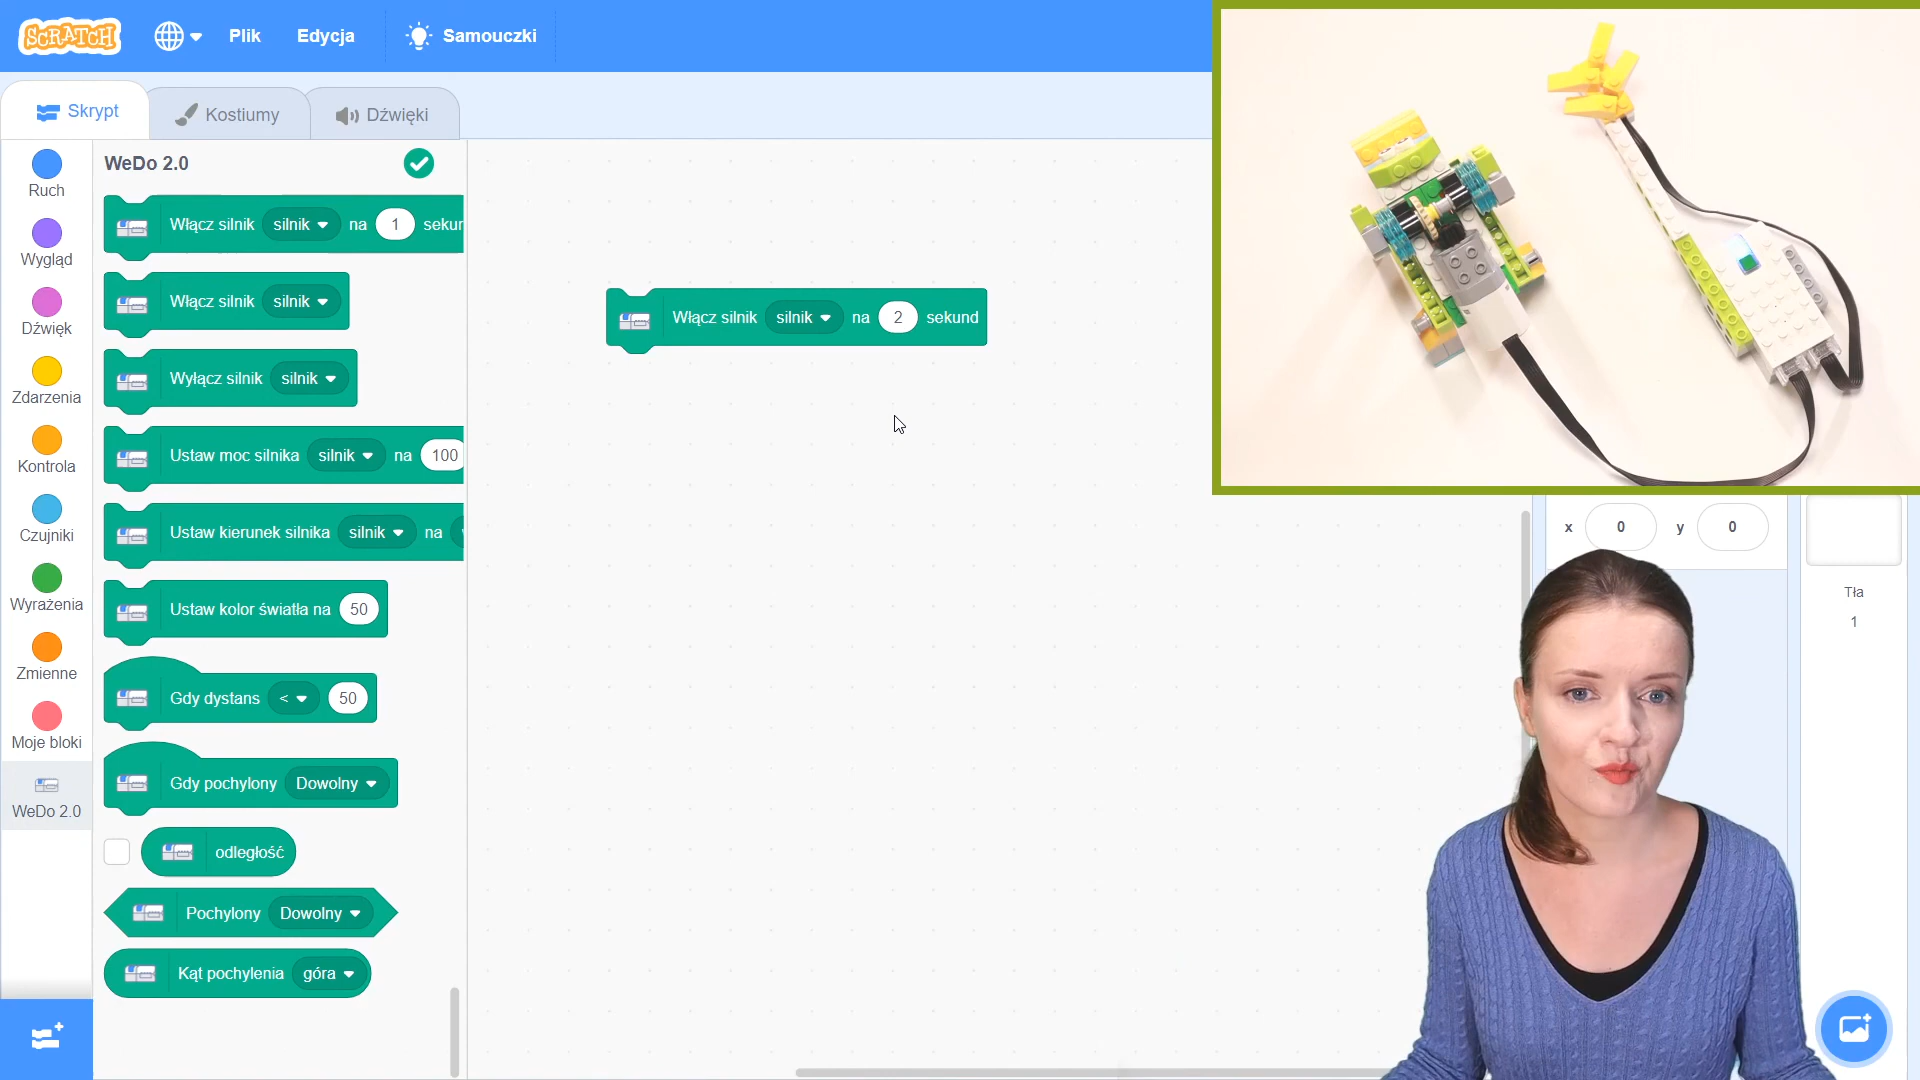 SCRATCH
Plik
Edycja
Samouczki
Skrypt
Kostiumy
Dźwięki
Ruch
Wygląd
Dźwięk
Zdarzenia
Kontrola
Czujniki
Wyrażenia
Zmienne
Moje bloki
WeDo 2.0
WeDo 2.0
Włącz silnik silnik na 1 sekun
Włącz silnik silnik
Wyłącz silnik silnik
Ustaw moc silnika silnik na 100
Ustaw kierunek silnika silnik na
Ustaw kolor światła na 50
Gdy dystans < 50
Gdy pochylony Dowolny
odległość
Pochylony Dowolny
Kąt pochylenia góra
Włącz silnik silnik na 2 sekund
x 0 y 0
Tła
1